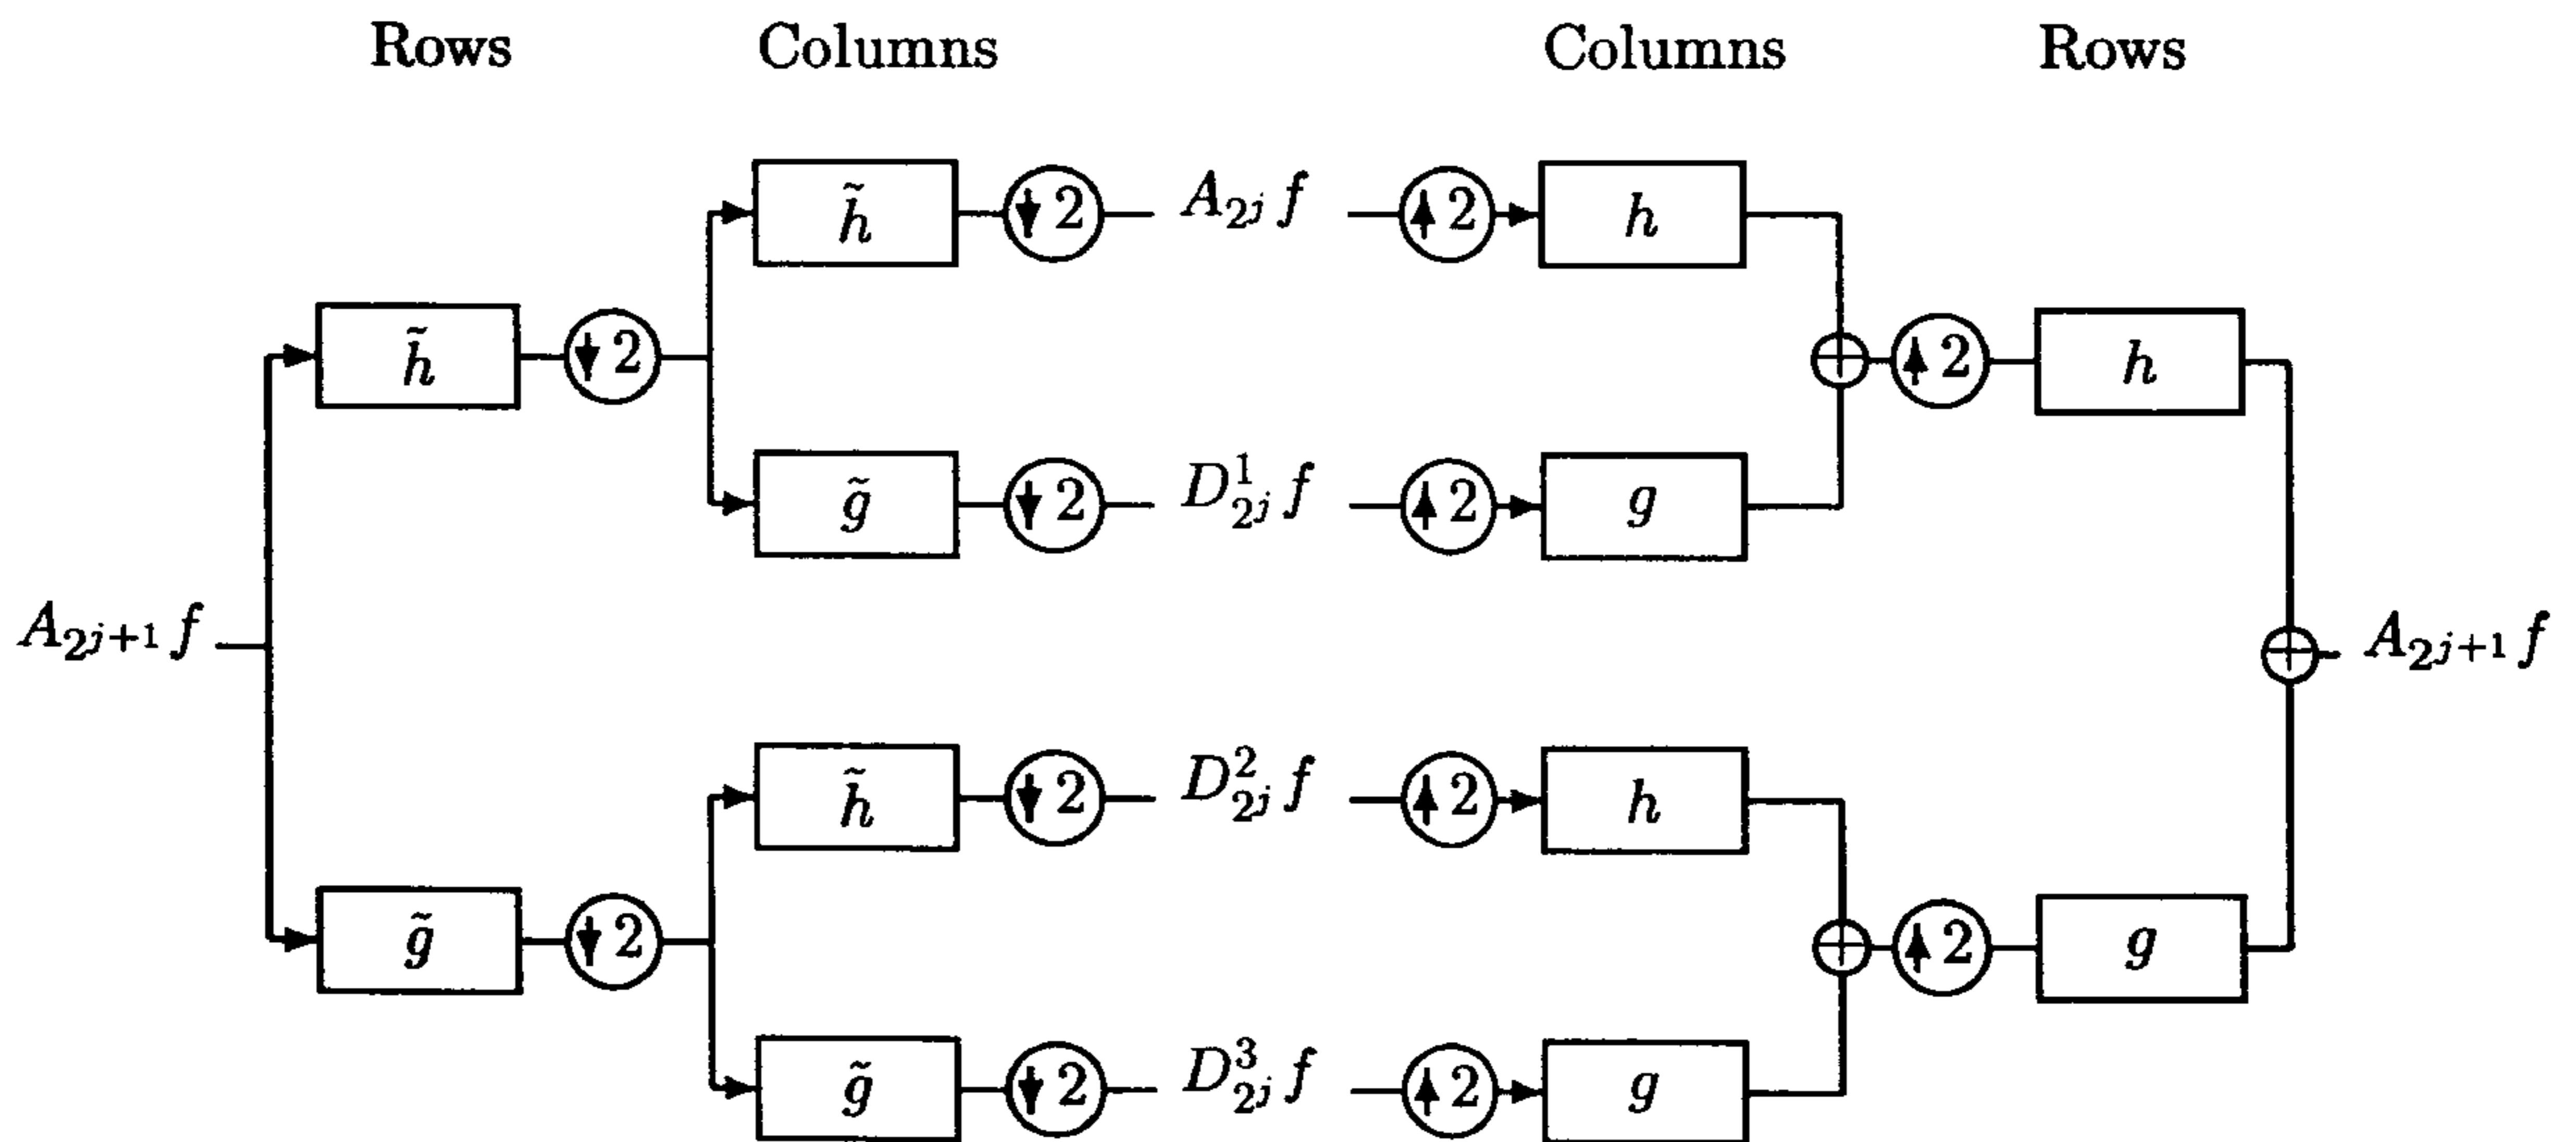 Rows Columns Columns Rows
h̃ ↓2 A_{2^j} f ↑2 h
h̃ ↓2 ↑2 h
g̃ ↓2 D^1_{2^j} f ↑2 g
A_{2^{j+1}} f A_{2^{j+1}} f
h̃ ↓2 D^2_{2^j} f ↑2 h
g̃ ↓2 ↑2 g
g̃ ↓2 D^3_{2^j} f ↑2 g